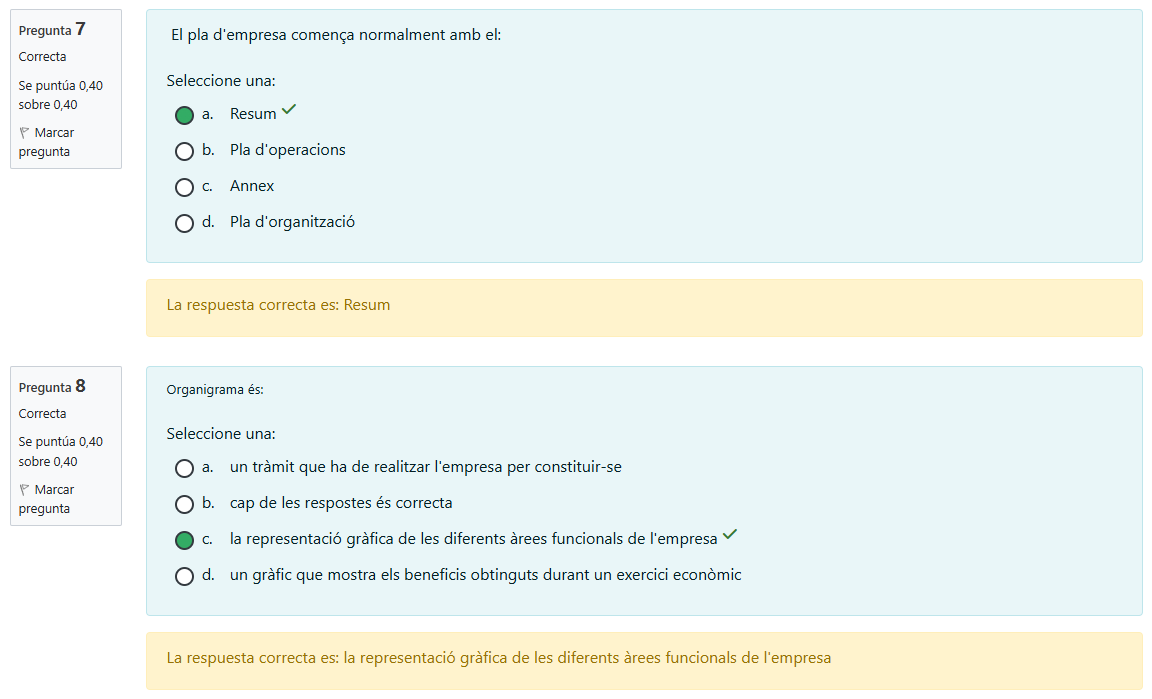 Pregunta 7
Correcta
Se puntúa 0,40
sobre 0,40
Marcar
pregunta
El pla d'empresa comença normalment amb el:
Seleccione una:
a. Resum
b. Pla d'operacions
c. Annex
d. Pla d'organització
La respuesta correcta es: Resum
Pregunta 8
Correcta
Se puntúa 0,40
sobre 0,40
Marcar
pregunta
Organigrama és:
Seleccione una:
a. un tràmit que ha de realitzar l'empresa per constituir-se
b. cap de les respostes és correcta
c. la representació gràfica de les diferents àrees funcionals de l'empresa
d. un gràfic que mostra els beneficis obtinguts durant un exercici econòmic
La respuesta correcta es: la representació gràfica de les diferents àrees funcionals de l'empresa